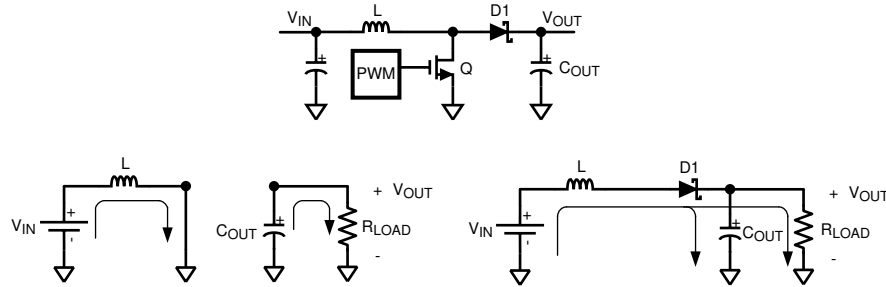 VIN
L
D1
VOUT
+
PWM
Q
+
COUT
L
VIN
+
-
COUT
+
RLOAD
+ VOUT
-
L
D1
VIN
+
-
COUT
+
RLOAD
+ VOUT
-